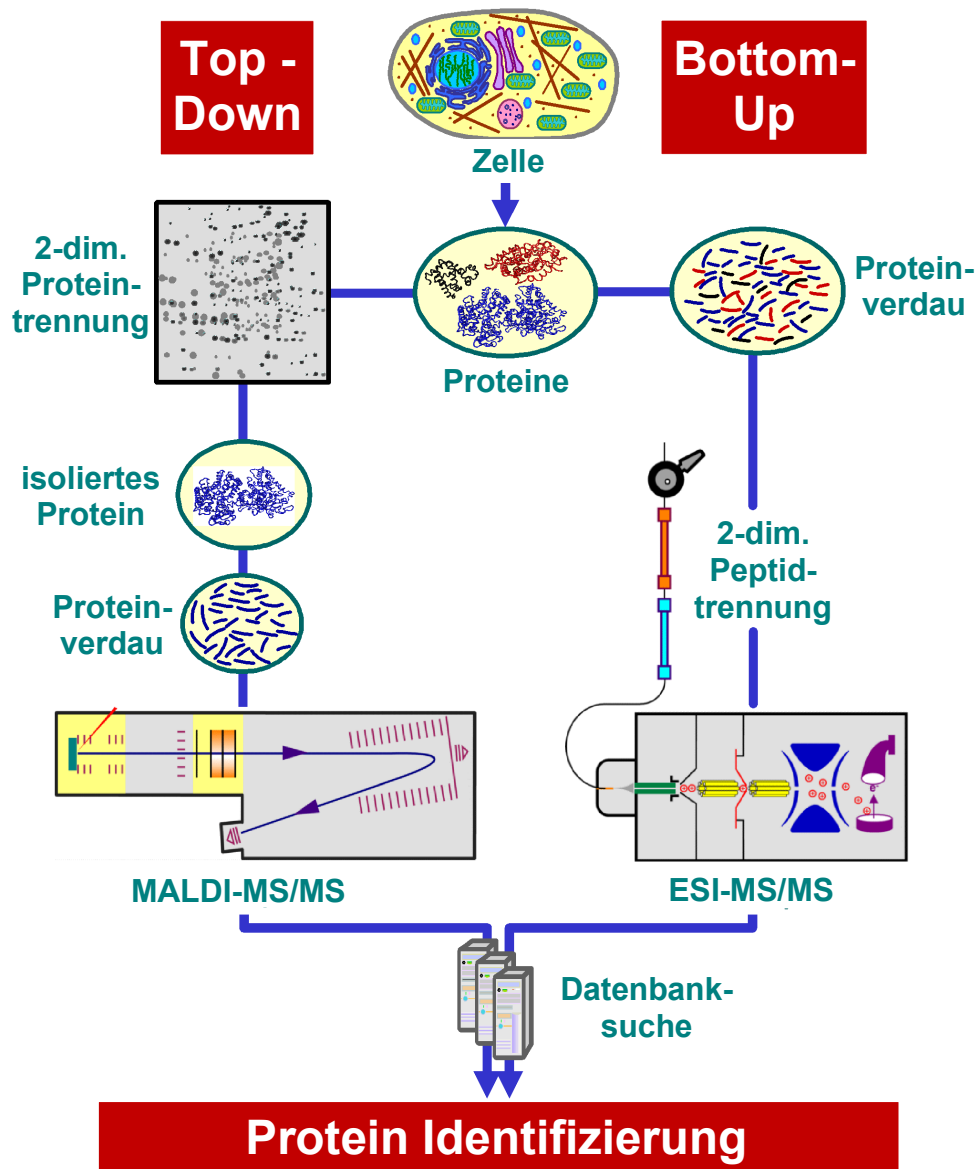 Top -
Down
Bottom-
Up
Zelle
2-dim.
Protein-
trennung
Proteine
Protein-
verdau
isoliertes
Protein
Protein-
verdau
2-dim.
Peptid-
trennung
MALDI-MS/MS
ESI-MS/MS
Datenbank-
suche
Protein Identifizierung